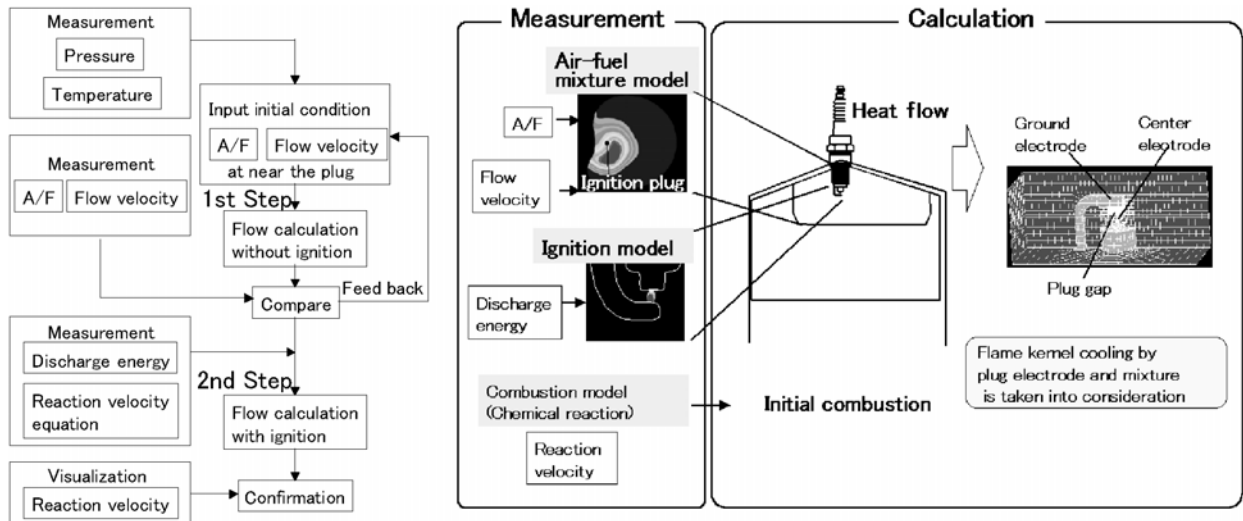 Measurement
Pressure
Temperature
Input initial condition
A/F
Flow velocity
at near the plug
Measurement
A/F
Flow velocity
1st Step
Flow calculation
without ignition
Compare
Feed back
Measurement
Discharge energy
Reaction velocity
equation
2nd Step
Flow calculation
with ignition
Visualization
Reaction velocity
Confirmation
Measurement
Air-fuel
mixture model
A/F
Flow
velocity
Ignition plug
Ignition model
Discharge
energy
Combustion model
(Chemical reaction)
Reaction
velocity
Calculation
Heat flow
Initial combustion
Ground
electrode
Center
electrode
Plug gap
Flame kernel cooling by
plug electrode and mixture
is taken into consideration